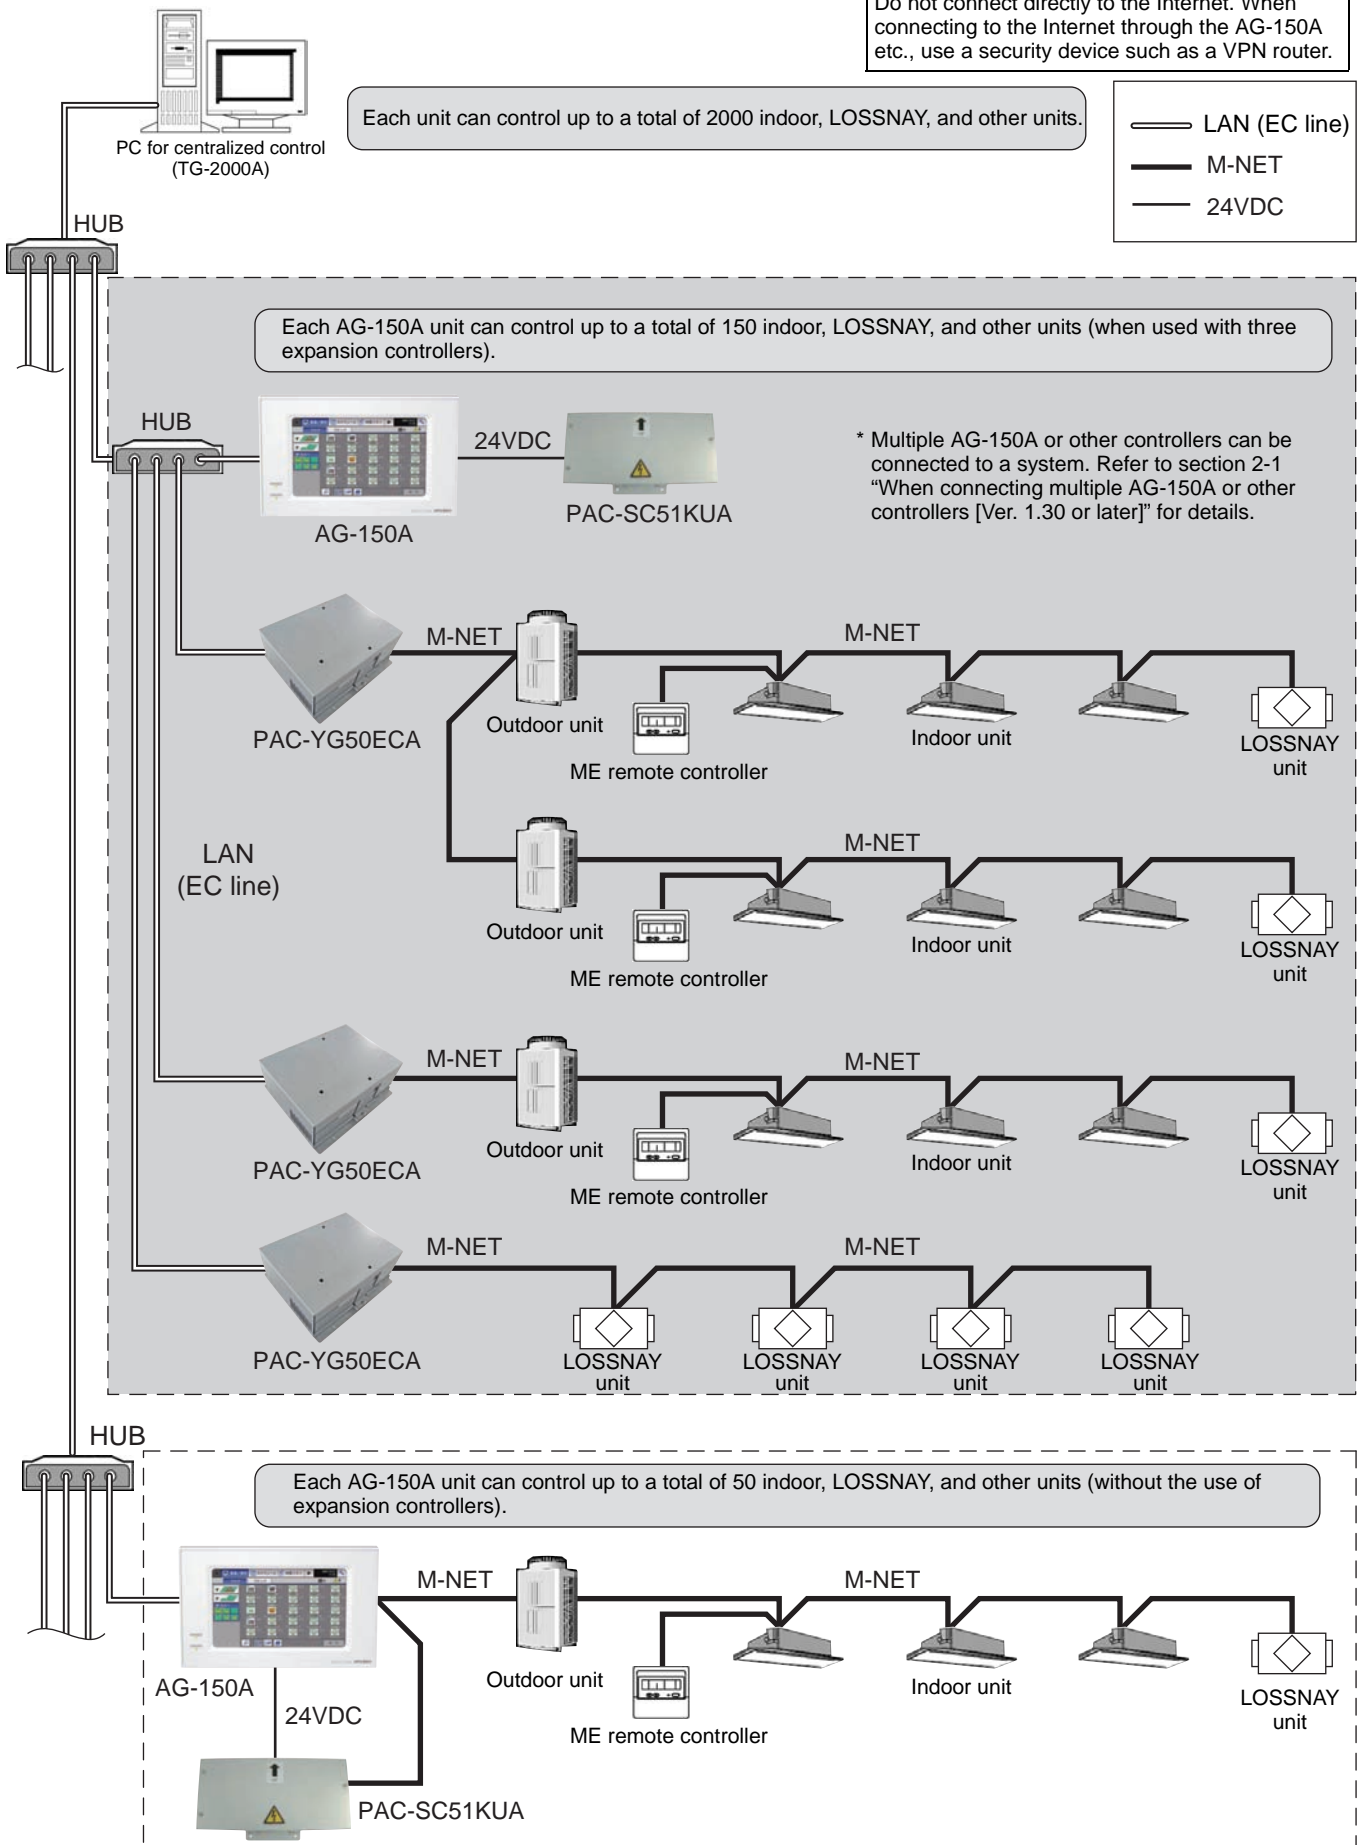 Do not connect directly to the Internet. When
connecting to the Internet through the AG-150A
etc., use a security device such as a VPN router.
PC for centralized control
(TG-2000A)
Each unit can control up to a total of 2000 indoor, LOSSNAY, and other units.
LAN (EC line)
M-NET
24VDC
HUB
Each AG-150A unit can control up to a total of 150 indoor, LOSSNAY, and other units (when used with three
expansion controllers).
HUB
24VDC
AG-150A
PAC-SC51KUA
* Multiple AG-150A or other controllers can be
connected to a system. Refer to section 2-1
“When connecting multiple AG-150A or other
controllers [Ver. 1.30 or later]” for details.
M-NET
M-NET
PAC-YG50ECA
Outdoor unit
ME remote controller
Indoor unit
LOSSNAY
unit
LAN
(EC line)
M-NET
Outdoor unit
ME remote controller
Indoor unit
LOSSNAY
unit
M-NET
M-NET
PAC-YG50ECA
Outdoor unit
ME remote controller
Indoor unit
LOSSNAY
unit
M-NET
M-NET
PAC-YG50ECA
LOSSNAY
unit
LOSSNAY
unit
LOSSNAY
unit
LOSSNAY
unit
HUB
Each AG-150A unit can control up to a total of 50 indoor, LOSSNAY, and other units (without the use of
expansion controllers).
M-NET
M-NET
AG-150A
24VDC
Outdoor unit
ME remote controller
Indoor unit
LOSSNAY
unit
PAC-SC51KUA